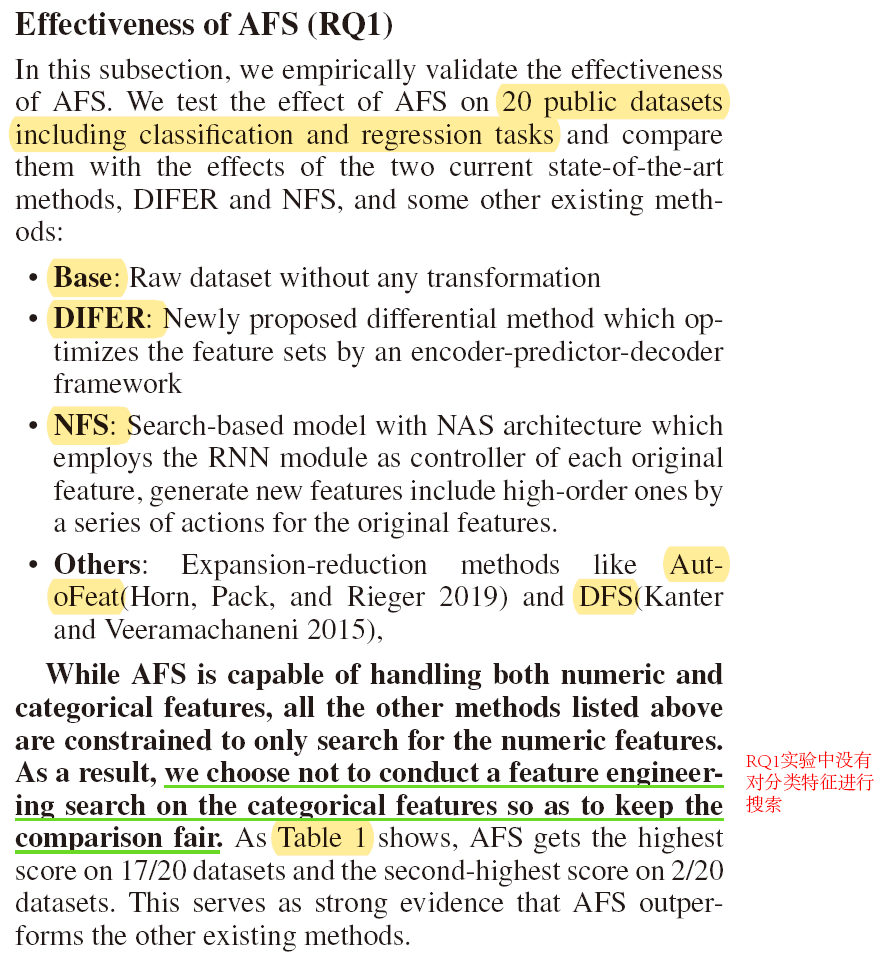 Effectiveness of AFS (RQ1)
In this subsection, we empirically validate the effectiveness
of AFS. We test the effect of AFS on 20 public datasets
including classification and regression tasks and compare
them with the effects of the two current state-of-the-art
methods, DIFER and NFS, and some other existing meth-
ods:
• Base: Raw dataset without any transformation
• DIFER: Newly proposed differential method which op-
timizes the feature sets by an encoder-predictor-decoder
framework
• NFS: Search-based model with NAS architecture which
employs the RNN module as controller of each original
feature, generate new features include high-order ones by
a series of actions for the original features.
• Others: Expansion-reduction methods like Aut-
oFeat(Horn, Pack, and Rieger 2019) and DFS(Kanter
and Veeramachaneni 2015),
While AFS is capable of handling both numeric and
categorical features, all the other methods listed above
are constrained to only search for the numeric features.
As a result, we choose not to conduct a feature engineer-
ing search on the categorical features so as to keep the
comparison fair. As Table 1 shows, AFS gets the highest
score on 17/20 datasets and the second-highest score on 2/20
datasets. This serves as strong evidence that AFS outper-
forms the other existing methods.
RQ1实验中没有
对分类特征进行
搜索